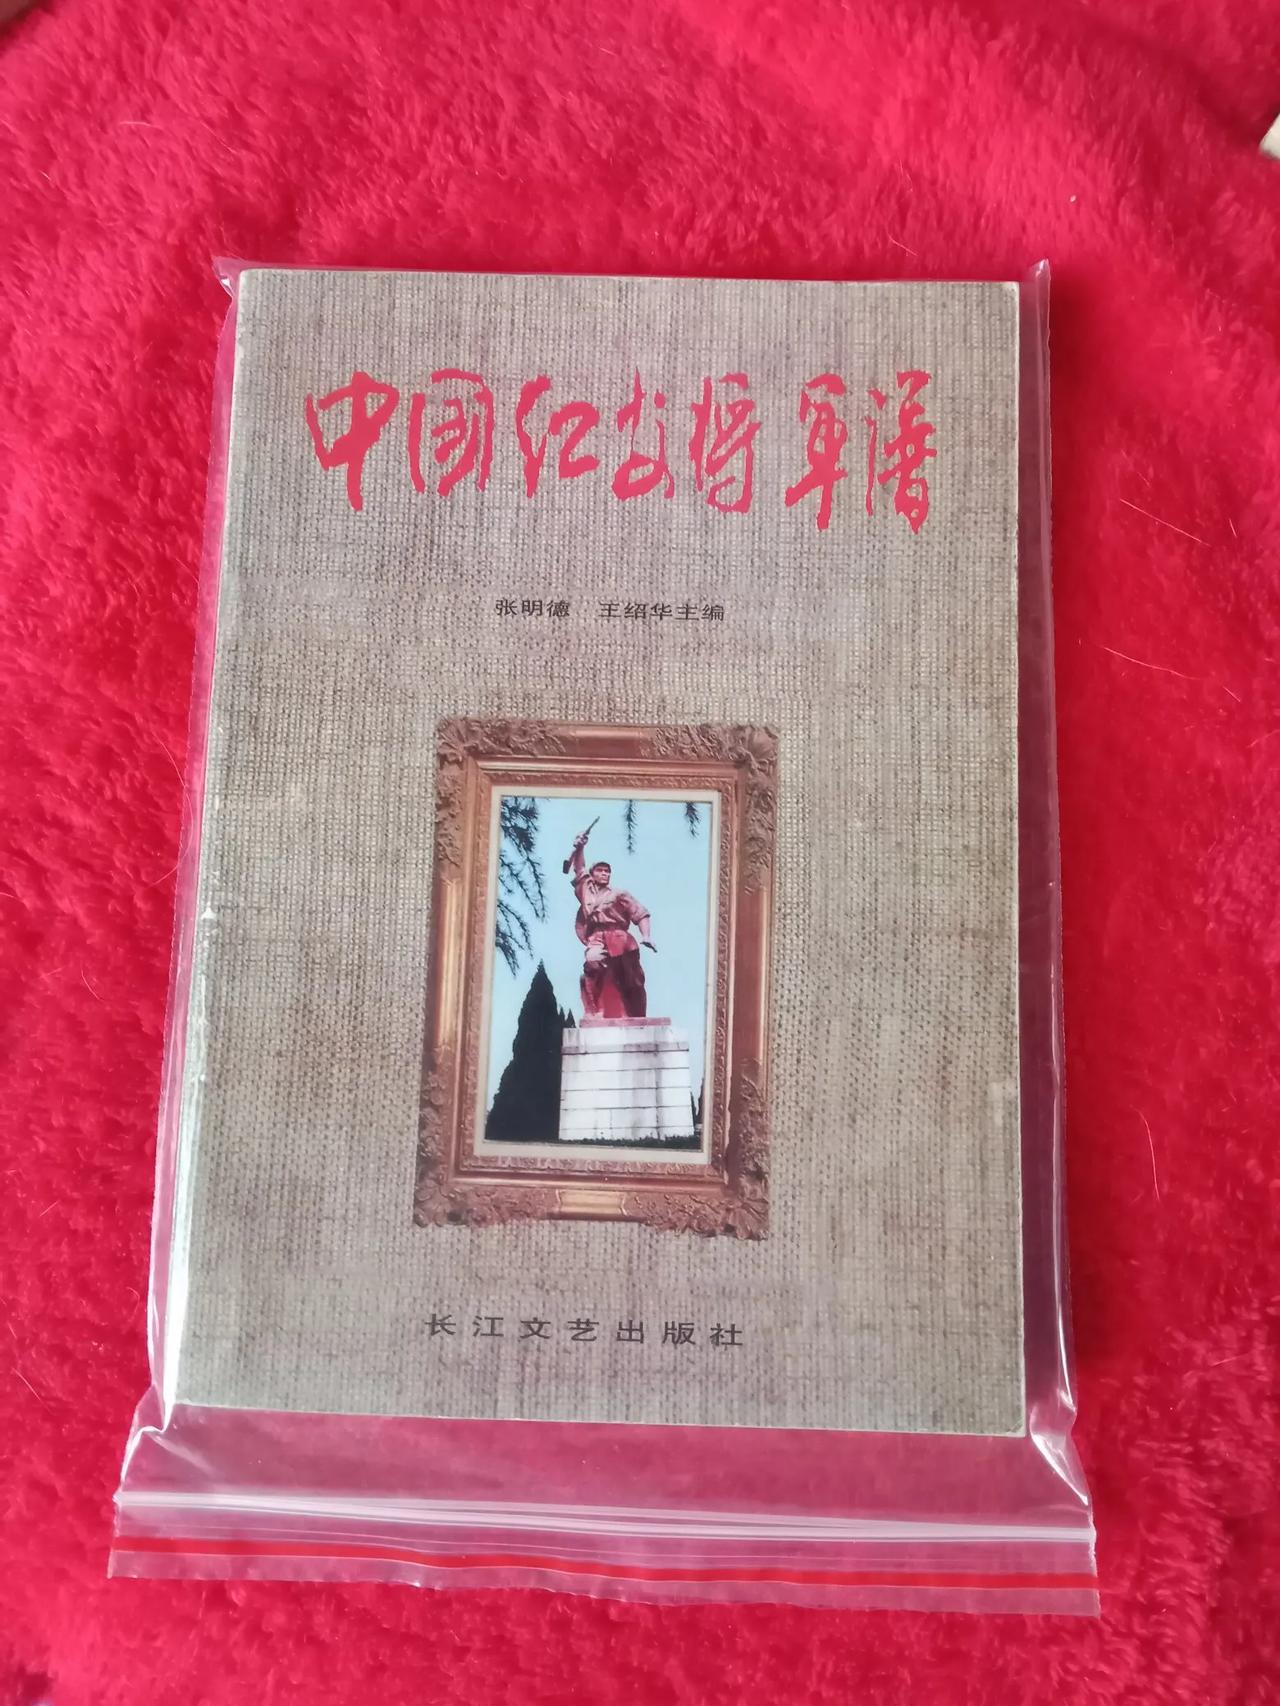 中國红安将军谱
张明德 王绍华主编
长江文艺出版社